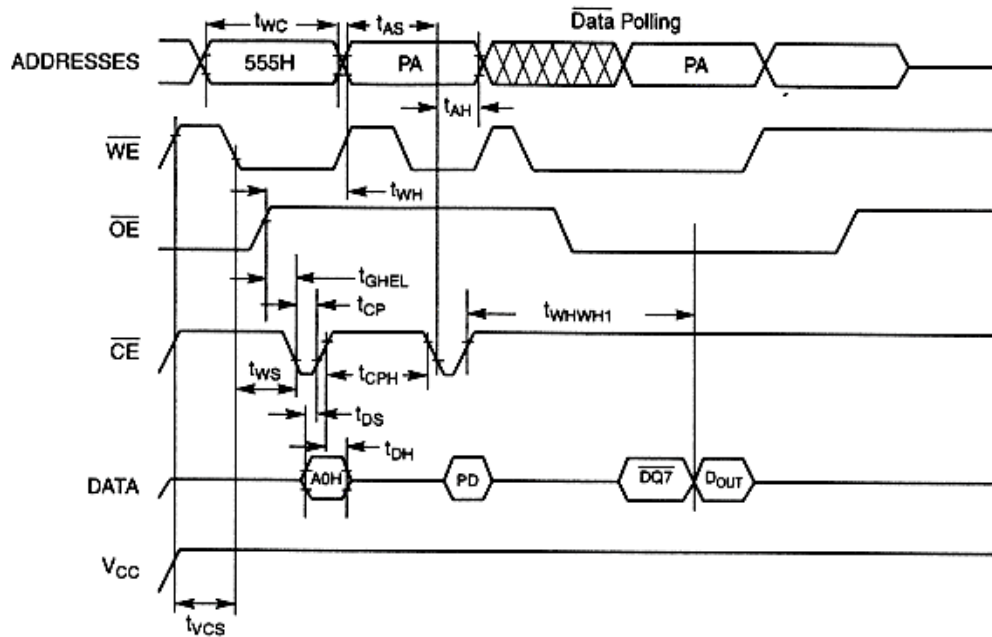 Data Polling
tWC
tAS
ADDRESSES
555H
PA
PA
tAH
WE
tWH
OE
tGHEL
tCP
tWHWH1
CE
tWS
tCPH
tDS
tDH
DATA
A0H
PD
DQ7
DOUT
VCC
tVCS